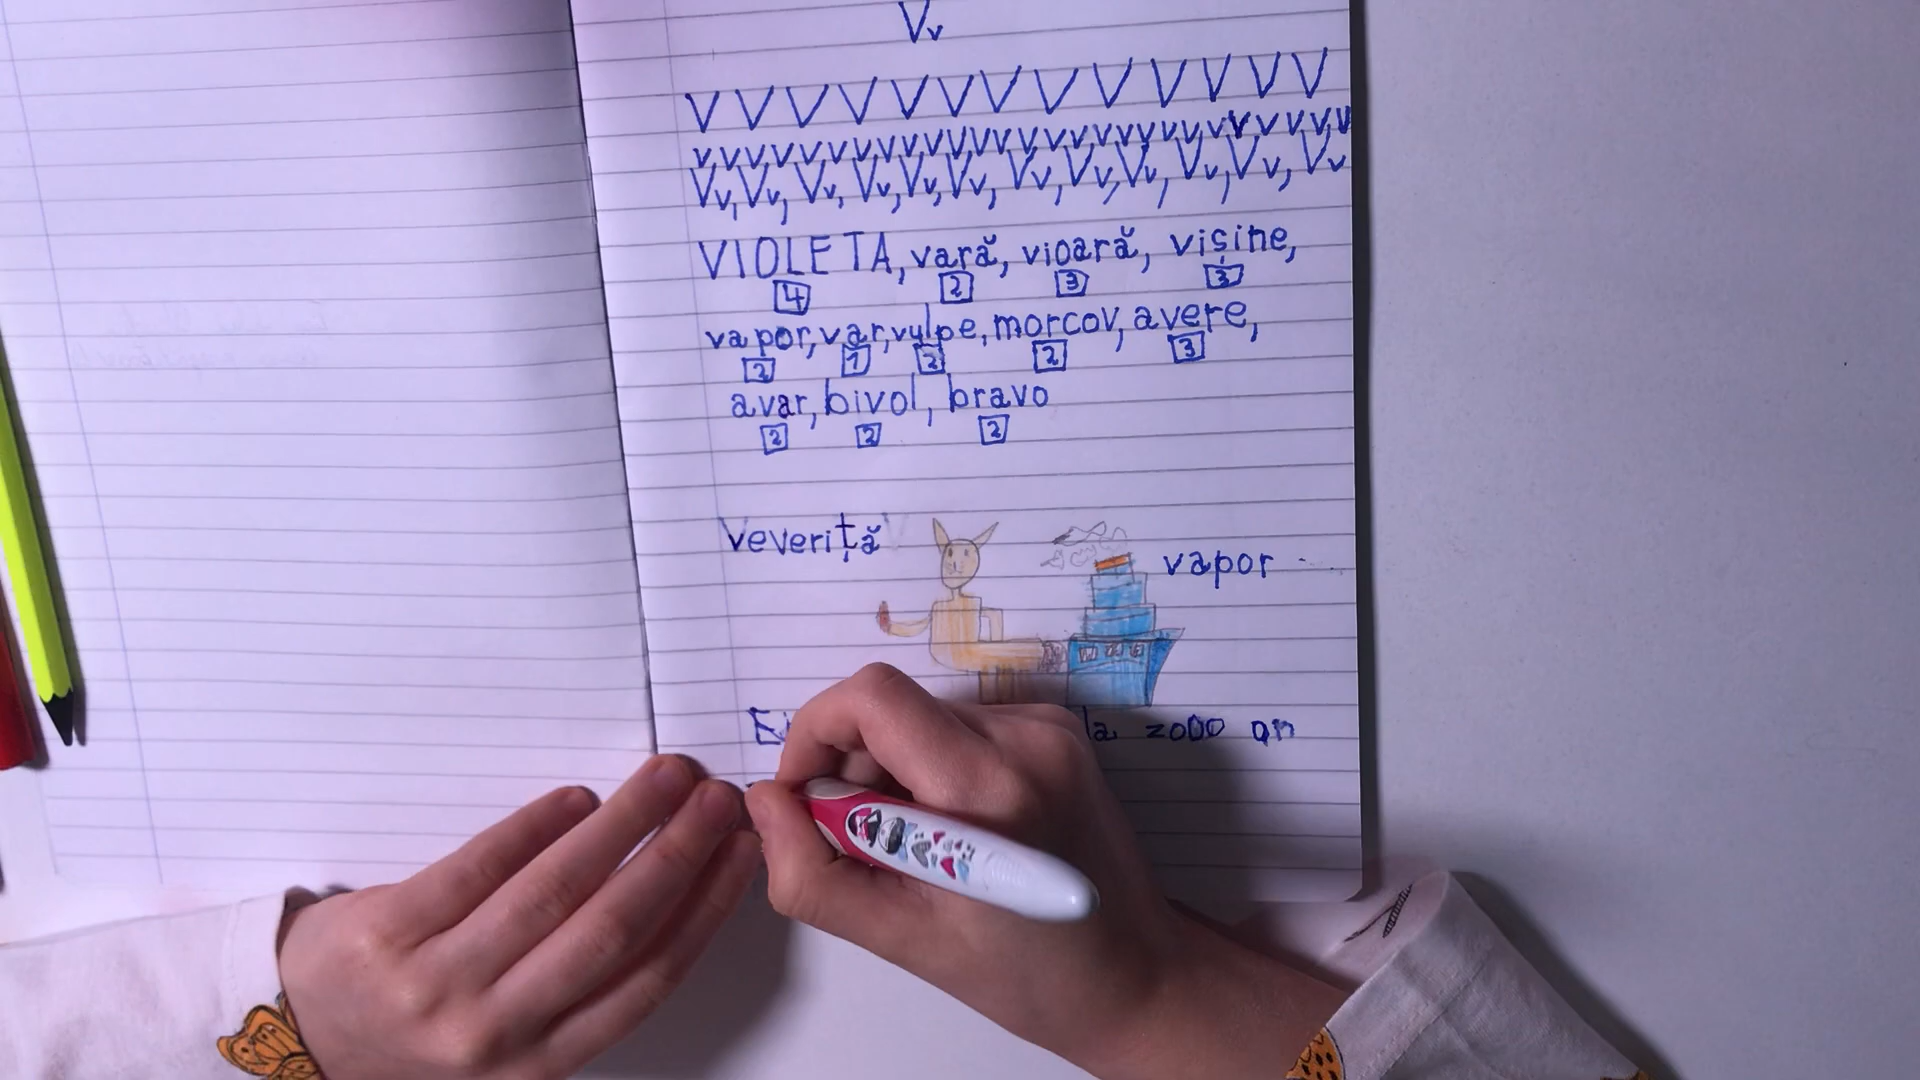 Vv
V V V V V V V V V V V V V
v,v,v,v,v,v,v,v,v,v,v,v,v,v,v,v,v,v,v,v,v,v,v,v,v,v
Vv, Vv, Vv, Vv, Vv, Vv, Vv, Vv, Vv, Vv, Vv, Vv
VIOLETA, vară, vioară, vișine,
4 2 3 3
vapor, var, vulpe, morcov, avere,
2 1 2 2 3
avar, bivol, bravo
2 2 2
Veveriță
vapor
la zooo an